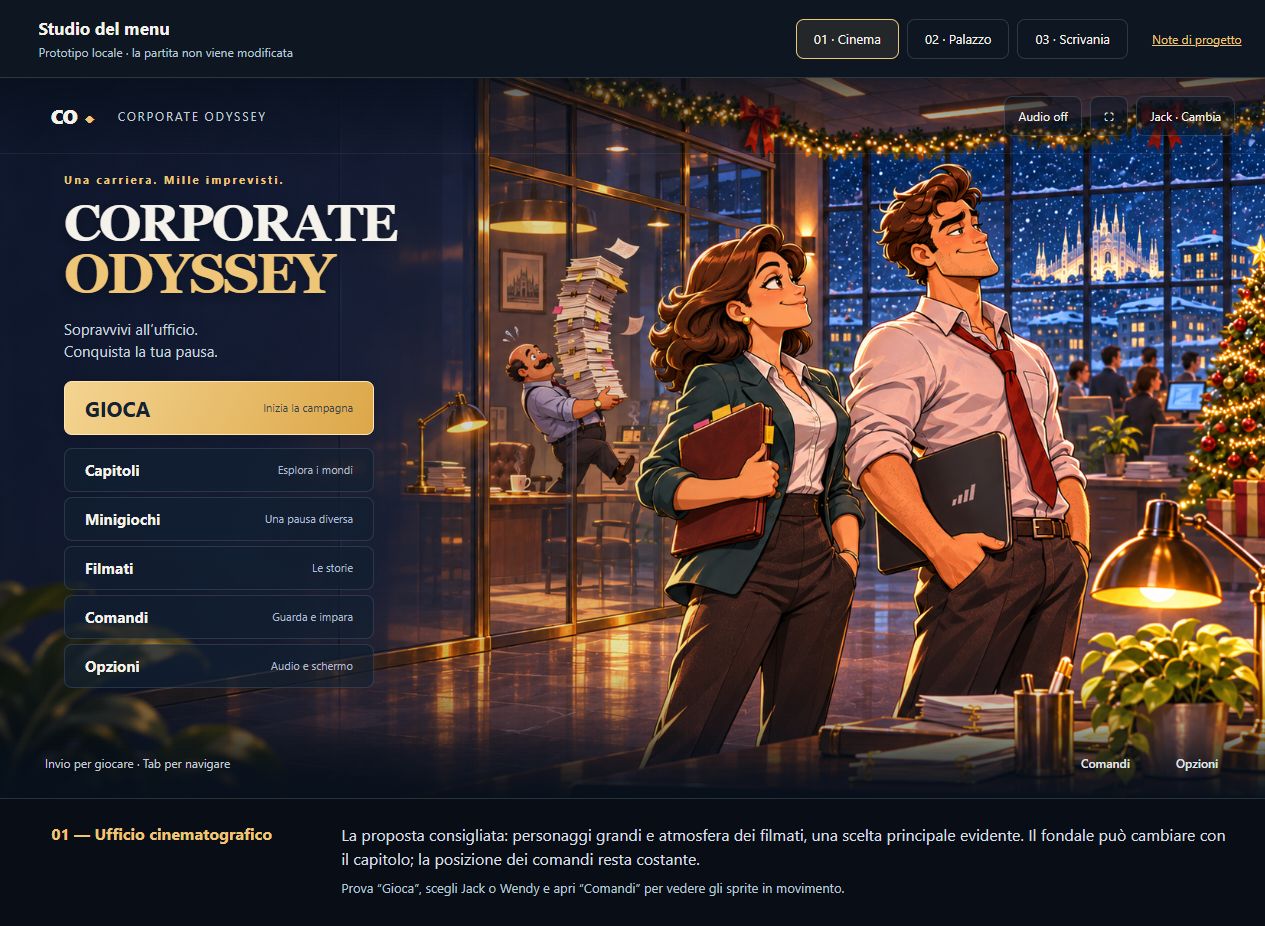 Studio del menu
Prototipo locale · la partita non viene modificata
01 · Cinema
02 · Palazzo
03 · Scrivania
Note di progetto
CO
CORPORATE ODYSSEY
Audio off
Jack · Cambia
Una carriera. Mille imprevisti.
CORPORATE
ODYSSEY
Sopravvivi all’ufficio.
Conquista la tua pausa.
GIOCA Inizia la campagna
Capitoli Esplora i mondi
Minigiochi Una pausa diversa
Filmati Le storie
Comandi Guarda e impara
Opzioni Audio e schermo
Invio per giocare · Tab per navigare
Comandi
Opzioni
01 — Ufficio cinematografico
La proposta consigliata: personaggi grandi e atmosfera dei filmati, una scelta principale evidente. Il fondale può cambiare con
il capitolo; la posizione dei comandi resta costante.
Prova “Gioca”, scegli Jack o Wendy e apri “Comandi” per vedere gli sprite in movimento.